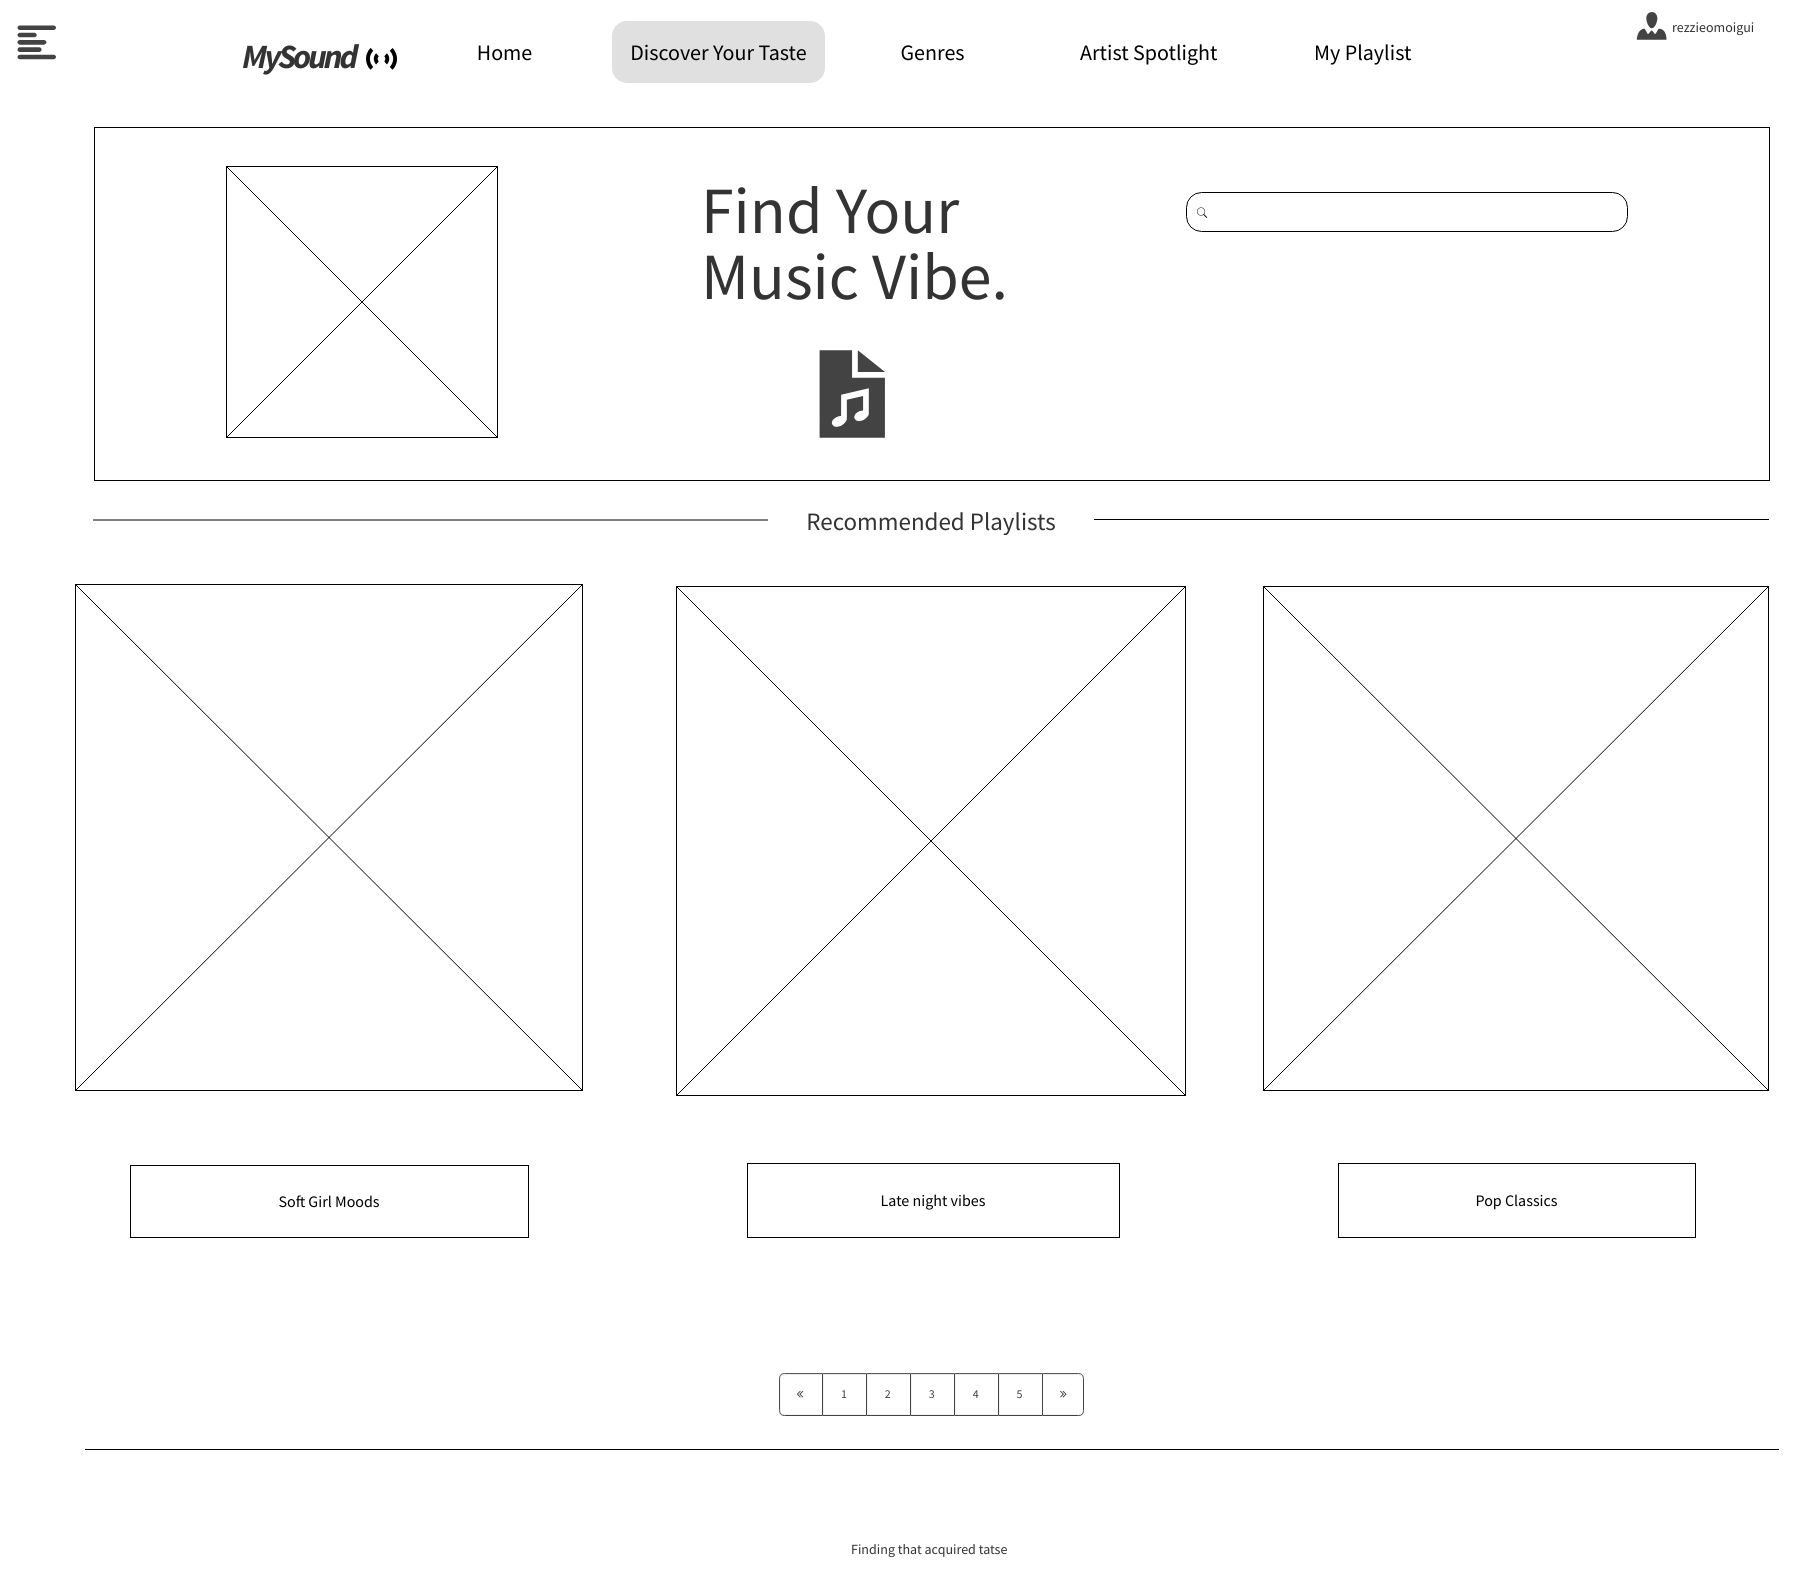 MySound
Home
Discover Your Taste
Genres
Artist Spotlight
My Playlist
rezzieomoigui
Find Your
Music Vibe.
Recommended Playlists
Soft Girl Moods
Late night vibes
Pop Classics
« 1 2 3 4 5 »
Finding that acquired tatse